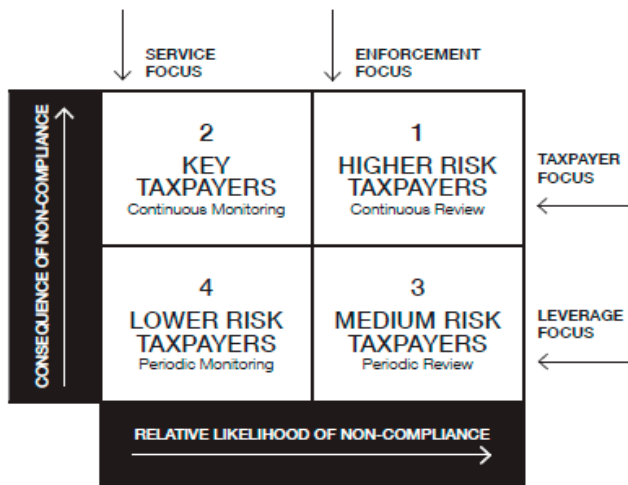 SERVICE
FOCUS
ENFORCEMENT
FOCUS
CONSEQUENCE OF NON-COMPLIANCE
2
KEY
TAXPAYERS
Continuous Monitoring
1
HIGHER RISK
TAXPAYERS
Continuous Review
TAXPAYER
FOCUS
4
LOWER RISK
TAXPAYERS
Periodic Monitoring
3
MEDIUM RISK
TAXPAYERS
Periodic Review
LEVERAGE
FOCUS
RELATIVE LIKELIHOOD OF NON-COMPLIANCE